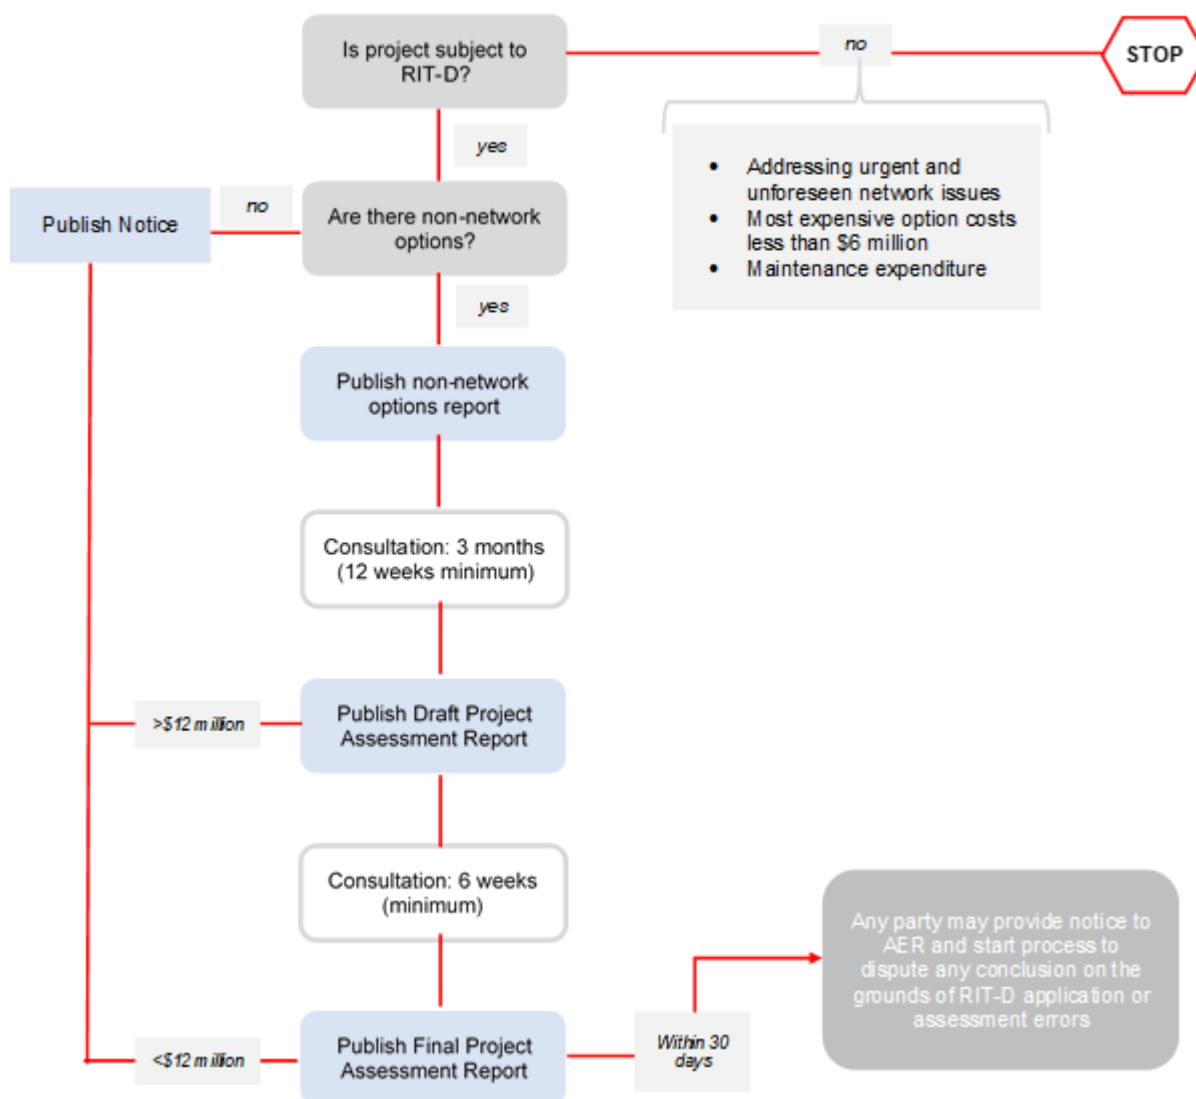 Is project subject to
RIT-D?
no
STOP
yes
• Addressing urgent and
unforeseen network issues
• Most expensive option costs
less than $6 million
• Maintenance expenditure
Publish Notice
no
Are there non-network
options?
yes
Publish non-network
options report
Consultation: 3 months
(12 weeks minimum)
>$12 million
Publish Draft Project
Assessment Report
Consultation: 6 weeks
(minimum)
Any party may provide notice to
AER and start process to
dispute any conclusion on the
grounds of RIT-D application or
assessment errors
<$12 million
Publish Final Project
Assessment Report
Within 30
days